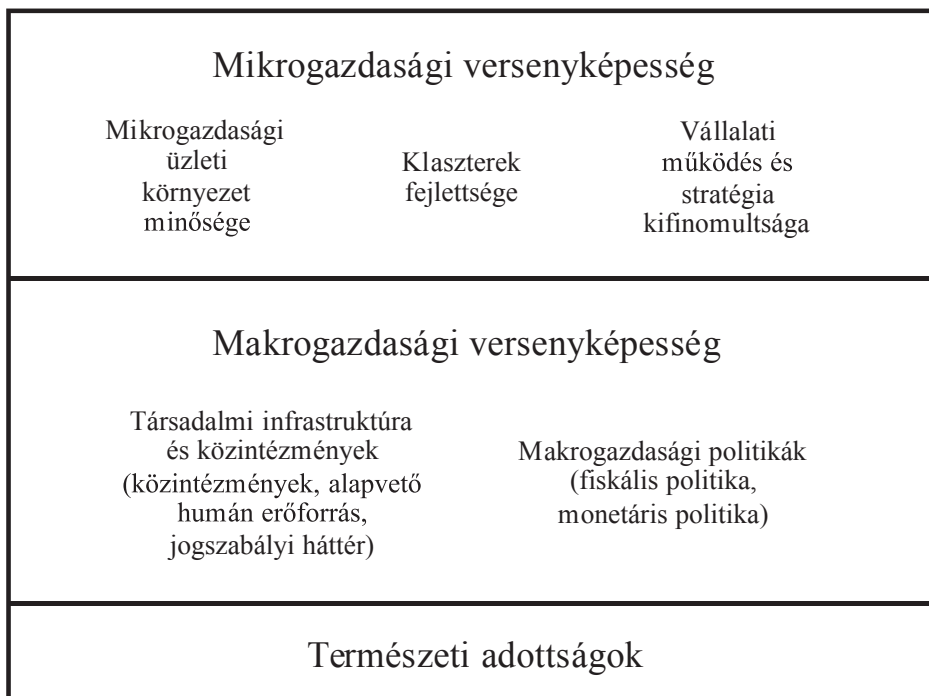 Mikrogazdasági versenyképesség
Mikrogazdasági
üzleti
környezet
minősége
Klaszterek
fejlettsége
Vállalati
működés és
stratégia
kifinomultsága
Makrogazdasági versenyképesség
Társadalmi infrastruktúra
és közintézmények
(közintézmények, alapvető
humán erőforrás,
jogszabályi háttér)
Makrogazdasági politikák
(fiskális politika,
monetáris politika)
Természeti adottságok